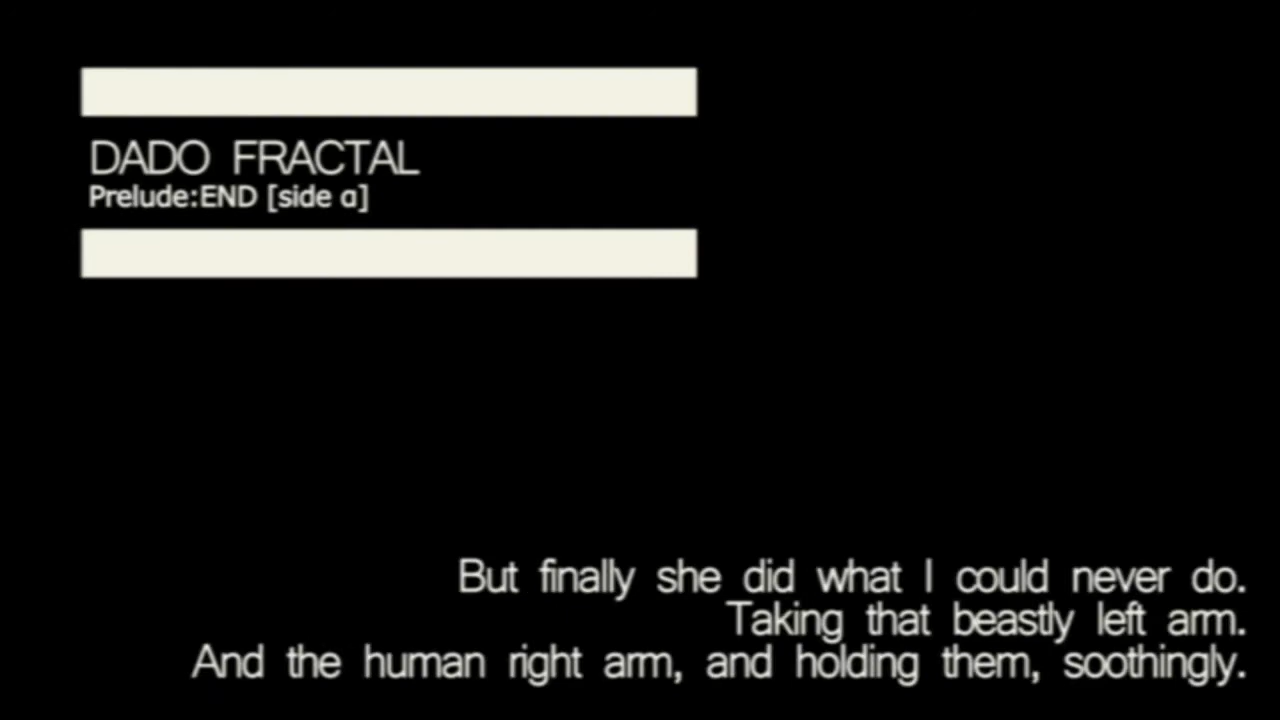 DADO FRACTAL
Prelude:END [side a]
But finally she did what I could never do.
Taking that beastly left arm.
And the human right arm, and holding them, soothingly.